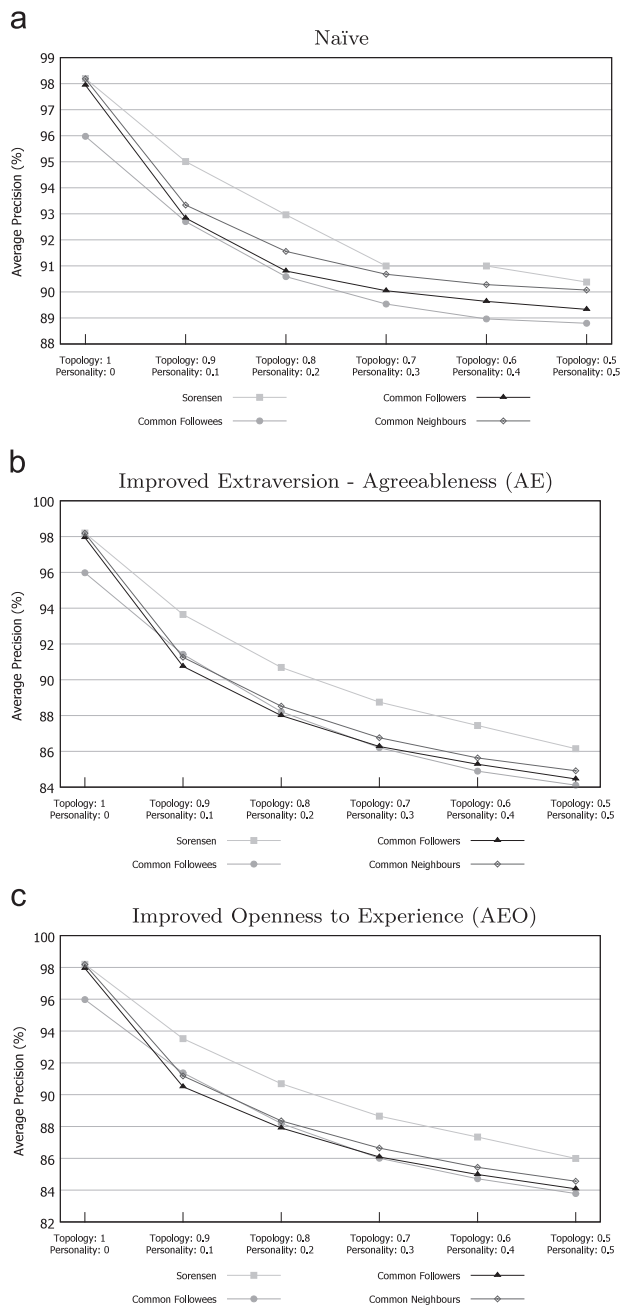 a
Naïve
99
98
97
96
95
94
93
92
91
90
89
88
Average Precision (%)
Topology: 1 Topology: 0.9 Topology: 0.8 Topology: 0.7 Topology: 0.6 Topology: 0.5
Personality: 0 Personality: 0.1 Personality: 0.2 Personality: 0.3 Personality: 0.4 Personality: 0.5
Sorensen Common Followers
Common Followees Common Neighbours
b
Improved Extraversion - Agreeableness (AE)
100
98
96
94
92
90
88
86
84
Average Precision (%)
Topology: 1 Topology: 0.9 Topology: 0.8 Topology: 0.7 Topology: 0.6 Topology: 0.5
Personality: 0 Personality: 0.1 Personality: 0.2 Personality: 0.3 Personality: 0.4 Personality: 0.5
Sorensen Common Followers
Common Followees Common Neighbours
c
Improved Openness to Experience (AEO)
100
98
96
94
92
90
88
86
84
82
Average Precision (%)
Topology: 1 Topology: 0.9 Topology: 0.8 Topology: 0.7 Topology: 0.6 Topology: 0.5
Personality: 0 Personality: 0.1 Personality: 0.2 Personality: 0.3 Personality: 0.4 Personality: 0.5
Sorensen Common Followers
Common Followees Common Neighbours